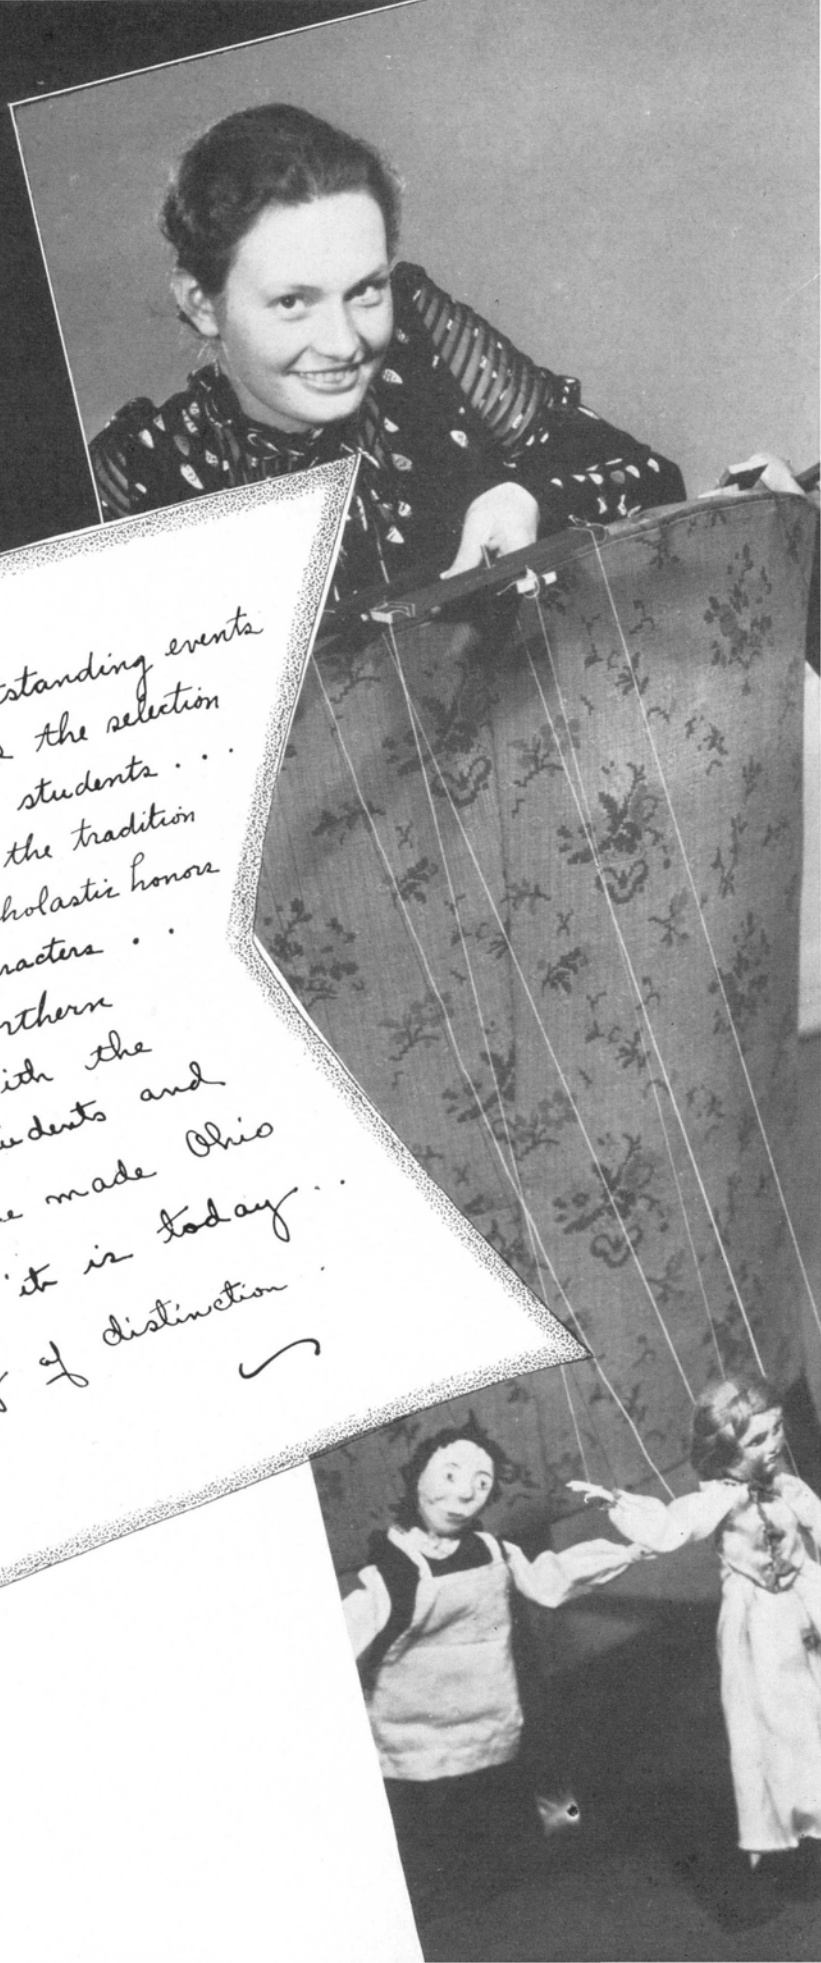 tstanding events
s the selection
students . . .
the tradition
cholastic honors
racters . .
rthern
ith the
udents and
e made Ohio
it is today . .
y of distinction .